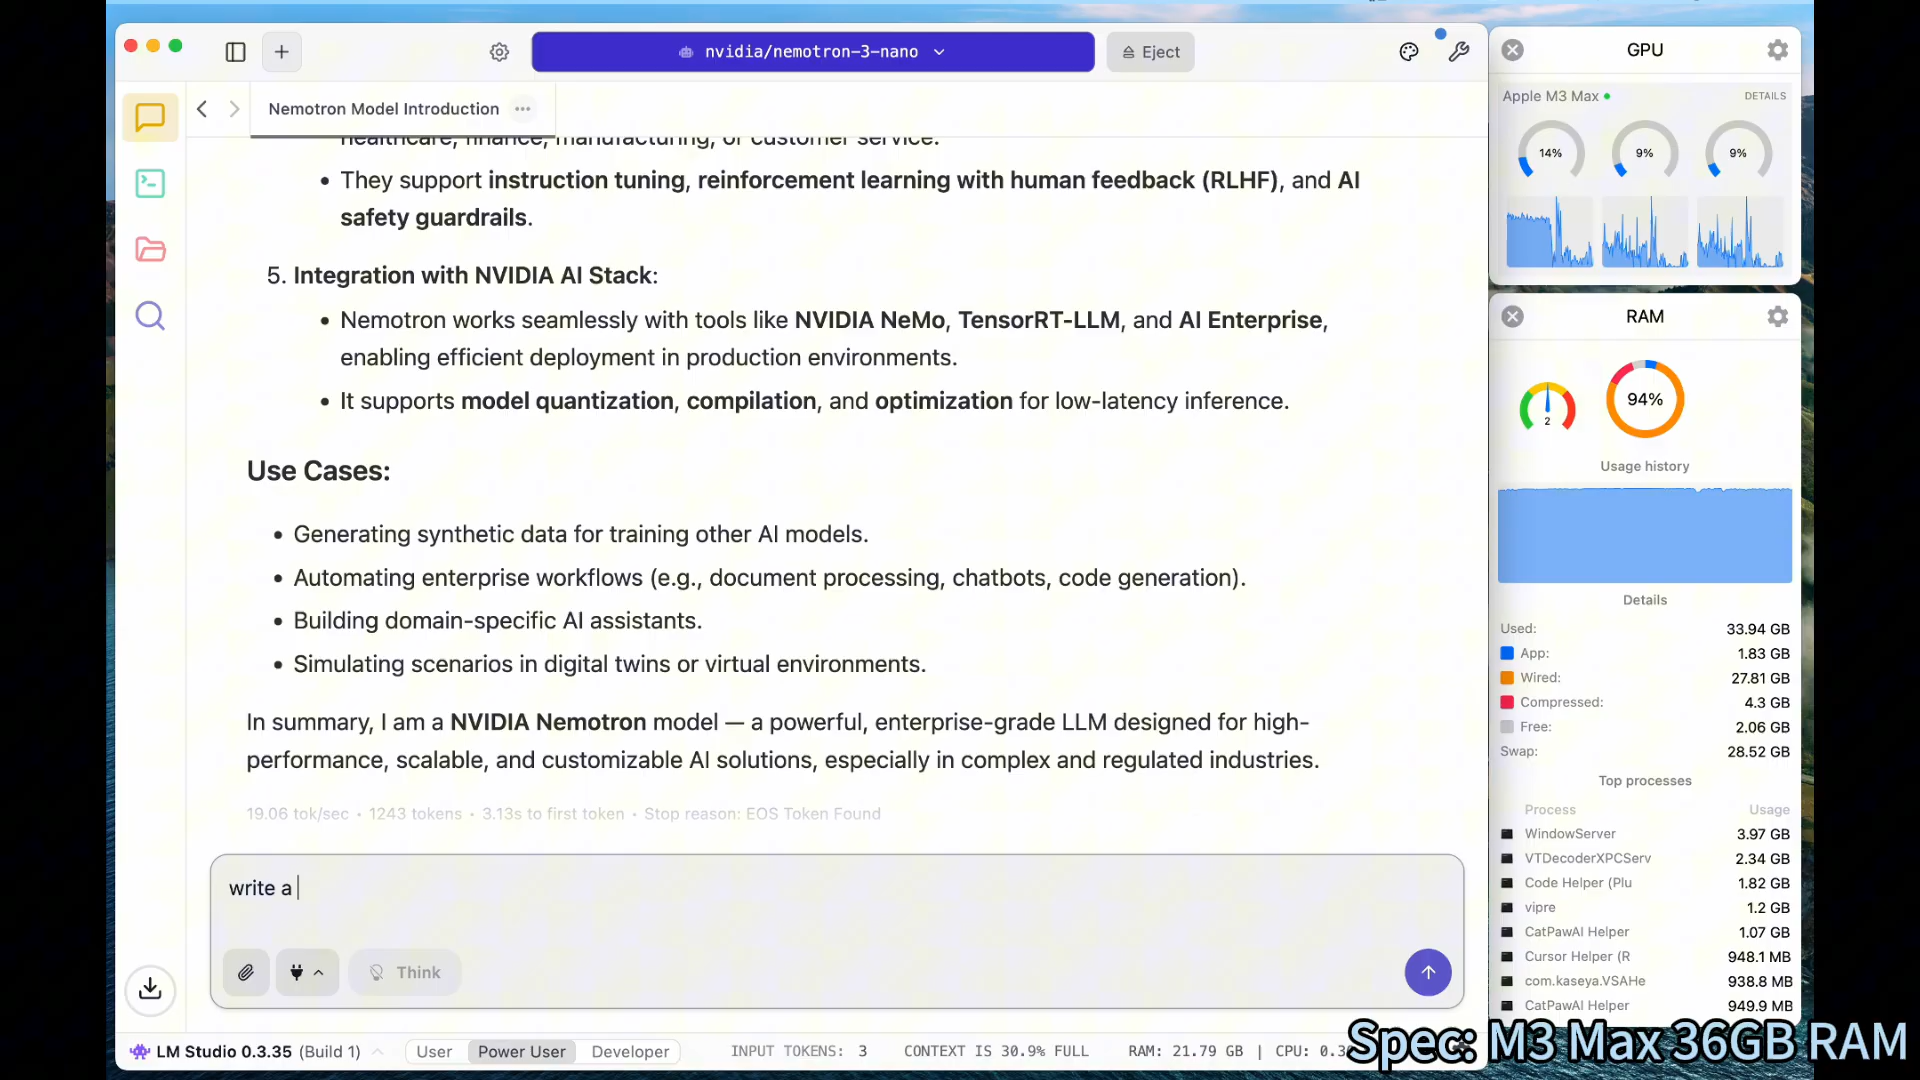 nvidia/nemotron-3-nano
Eject
Nemotron Model Introduction
healthcare, finance, manufacturing, or customer service.
• They support instruction tuning, reinforcement learning with human feedback (RLHF), and AI
safety guardrails.
5. Integration with NVIDIA AI Stack:
• Nemotron works seamlessly with tools like NVIDIA NeMo, TensorRT-LLM, and AI Enterprise,
enabling efficient deployment in production environments.
• It supports model quantization, compilation, and optimization for low-latency inference.
Use Cases:
• Generating synthetic data for training other AI models.
• Automating enterprise workflows (e.g., document processing, chatbots, code generation).
• Building domain-specific AI assistants.
• Simulating scenarios in digital twins or virtual environments.
In summary, I am a NVIDIA Nemotron model — a powerful, enterprise-grade LLM designed for high-
performance, scalable, and customizable AI solutions, especially in complex and regulated industries.
19.06 tok/sec • 1243 tokens • 3.13s to first token • Stop reason: EOS Token Found
write a
Think
LM Studio 0.3.35 (Build 1)
User Power User Developer
INPUT TOKENS: 3
CONTEXT IS 30.9% FULL
RAM: 21.79 GB | CPU: 0.3
GPU
Apple M3 Max
DETAILS
14% 9% 9%
RAM
2
94%
Usage history
Details
Used: 33.94 GB
App: 1.83 GB
Wired: 27.81 GB
Compressed: 4.3 GB
Free: 2.06 GB
Swap: 28.52 GB
Top processes
Process Usage
WindowServer 3.97 GB
VTDecoderXPCServ 2.34 GB
Code Helper (Plu 1.82 GB
vipre 1.2 GB
CatPawAI Helper 1.07 GB
Cursor Helper (R 948.1 MB
com.kaseya.VSAHe 938.8 MB
CatPawAI Helper 949.9 MB
Spec: M3 Max 36GB RAM